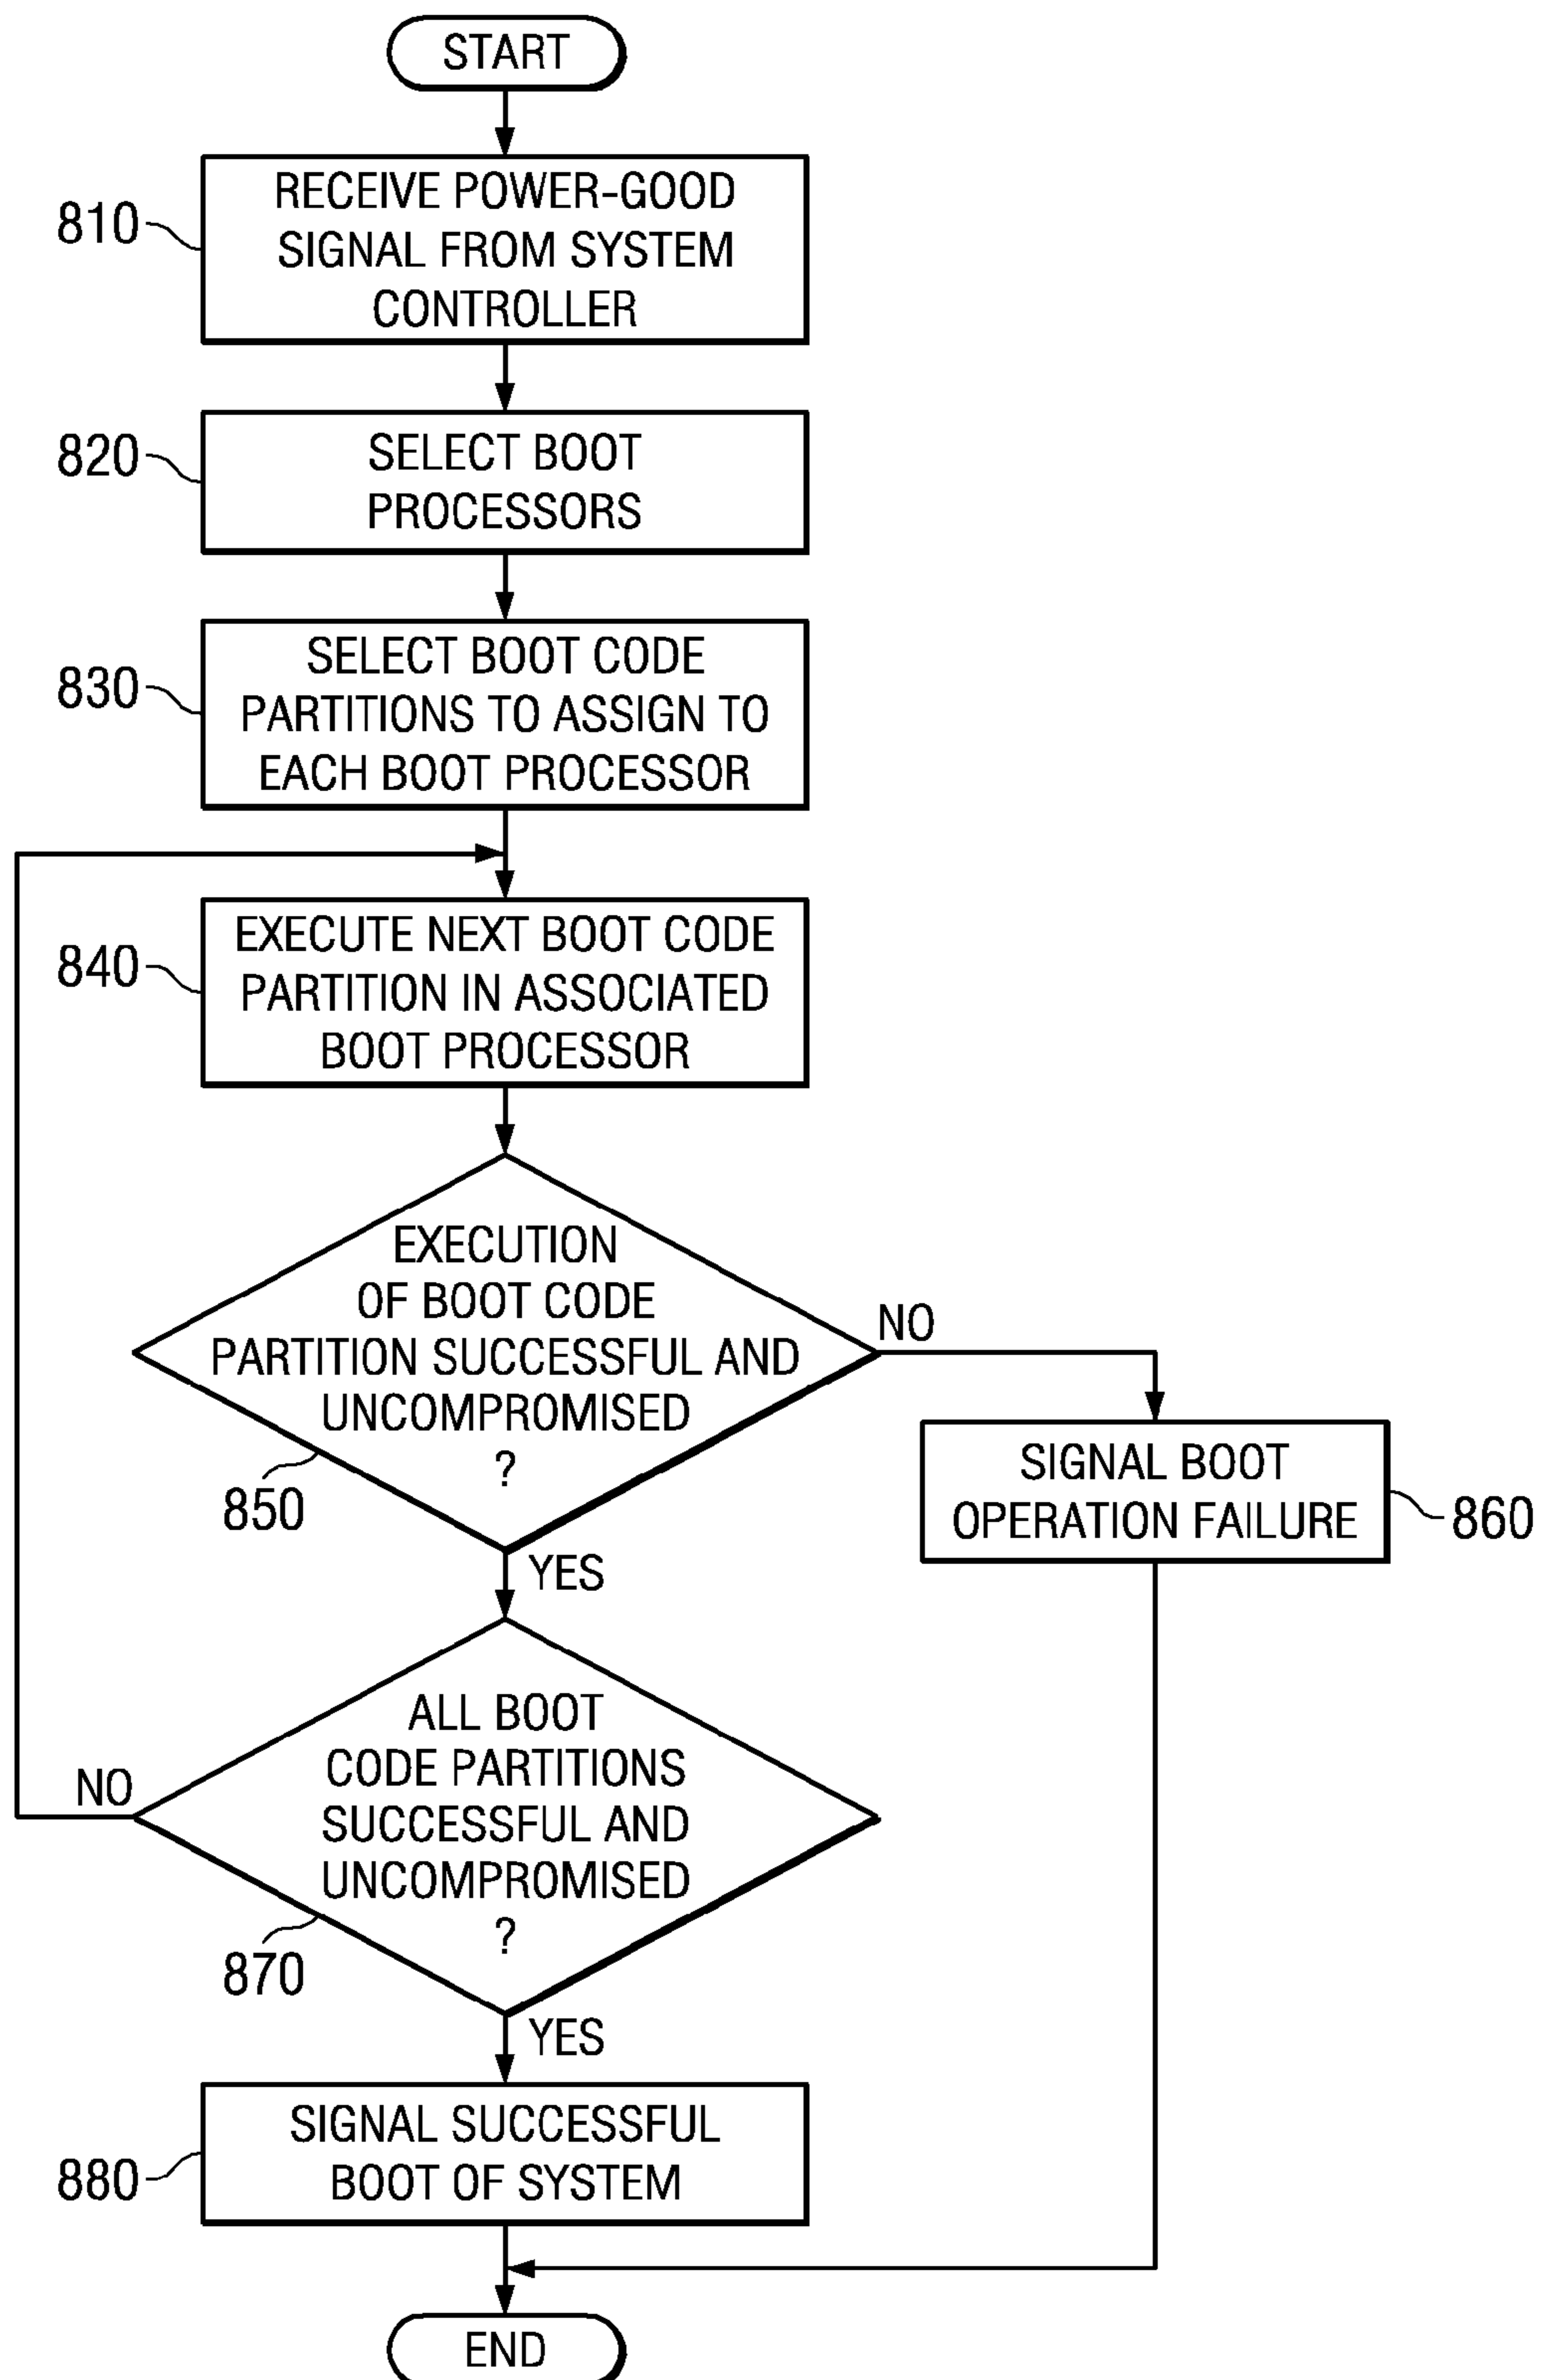 START
RECEIVE POWER-GOOD
SIGNAL FROM SYSTEM
CONTROLLER
810
SELECT BOOT
PROCESSORS
820
SELECT BOOT CODE
PARTITIONS TO ASSIGN TO
EACH BOOT PROCESSOR
830
EXECUTE NEXT BOOT CODE
PARTITION IN ASSOCIATED
BOOT PROCESSOR
840
EXECUTION
OF BOOT CODE
PARTITION SUCCESSFUL AND
UNCOMPROMISED
?
850
NO
SIGNAL BOOT
OPERATION FAILURE
860
YES
ALL BOOT
CODE PARTITIONS
SUCCESSFUL AND
UNCOMPROMISED
?
870
NO
YES
SIGNAL SUCCESSFUL
BOOT OF SYSTEM
880
END